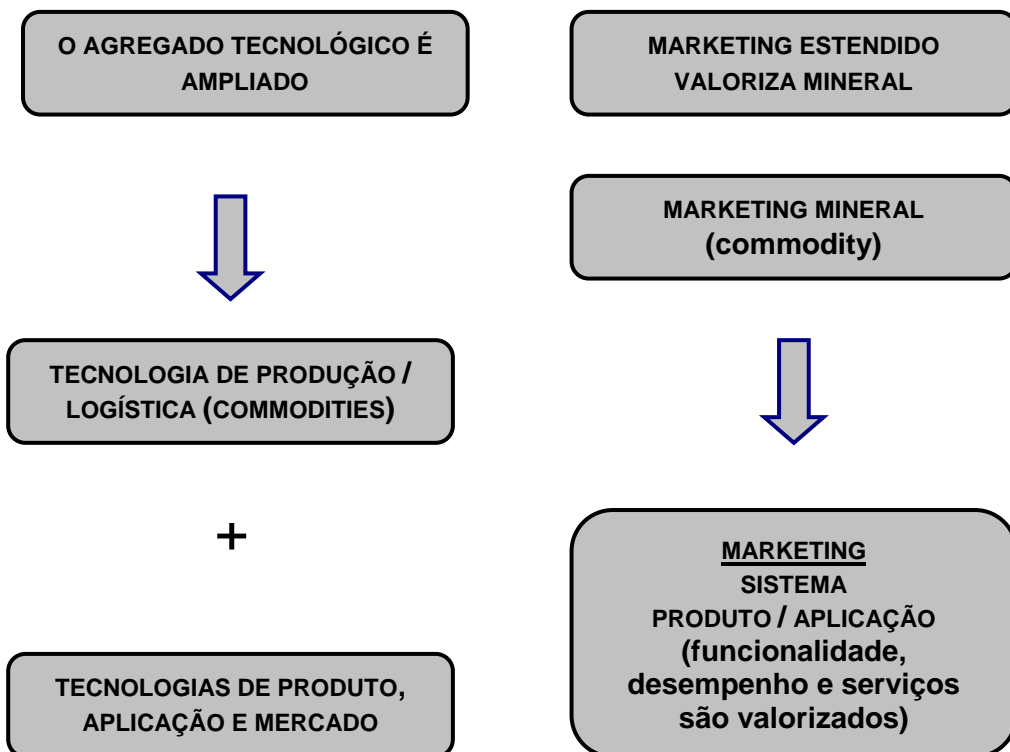 O AGREGADO TECNOLÓGICO É
AMPLIADO
TECNOLOGIA DE PRODUÇÃO /
LOGÍSTICA (COMMODITIES)
+
TECNOLOGIAS DE PRODUTO,
APLICAÇÃO E MERCADO
MARKETING ESTENDIDO
VALORIZA MINERAL
MARKETING MINERAL
(commodity)
MARKETING
SISTEMA
PRODUTO / APLICAÇÃO
(funcionalidade,
desempenho e serviços
são valorizados)